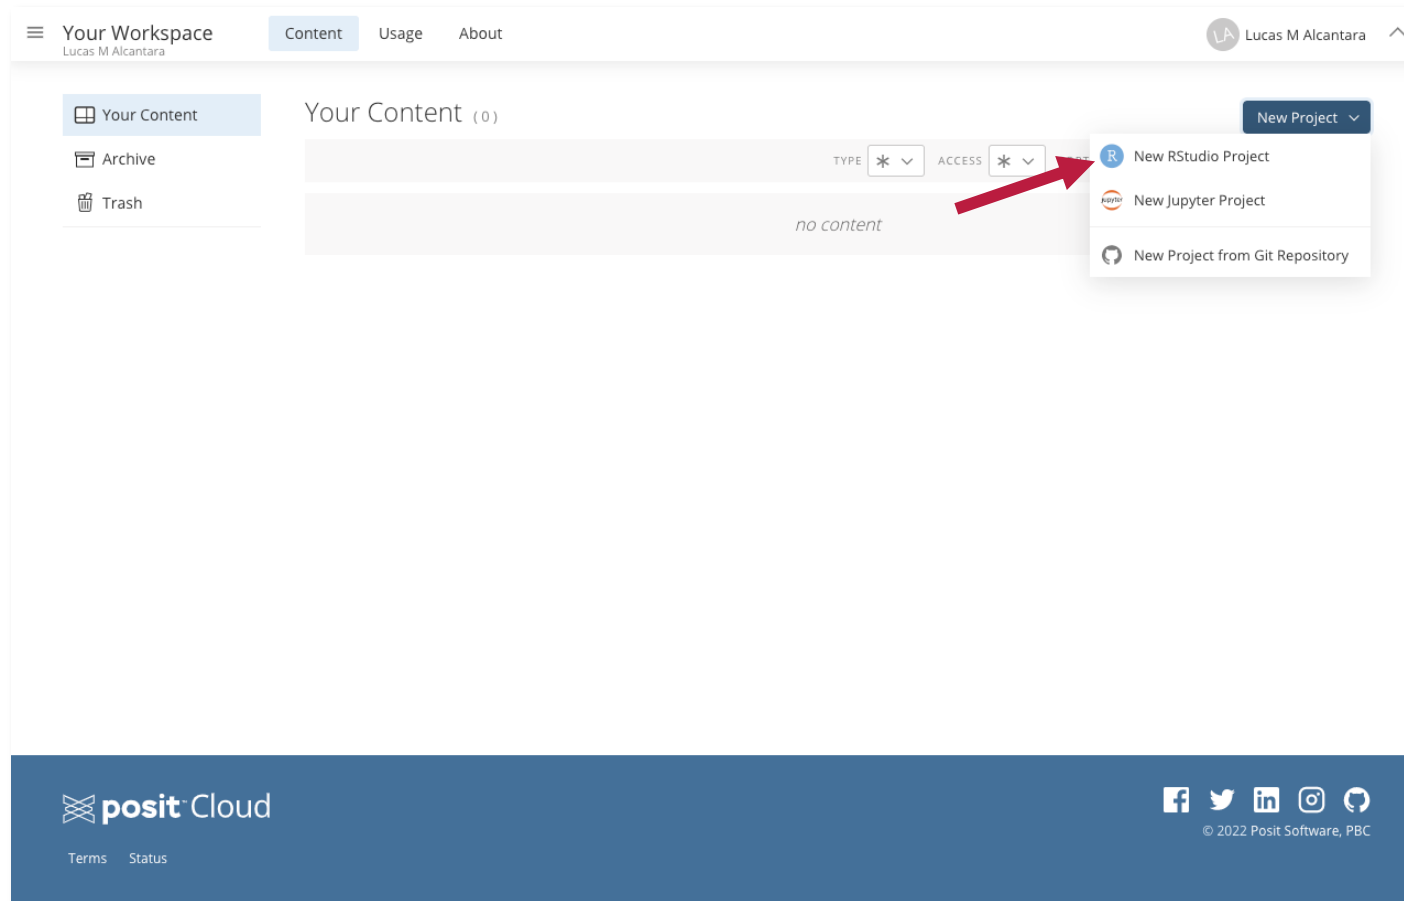 Your Workspace
Lucas M Alcantara
Content Usage About
LA Lucas M Alcantara
Your Content
Archive
Trash
Your Content (0)
New Project
TYPE * ACCESS *
R New RStudio Project
jupyter New Jupyter Project
New Project from Git Repository
no content
posit Cloud
Terms Status
© 2022 Posit Software, PBC